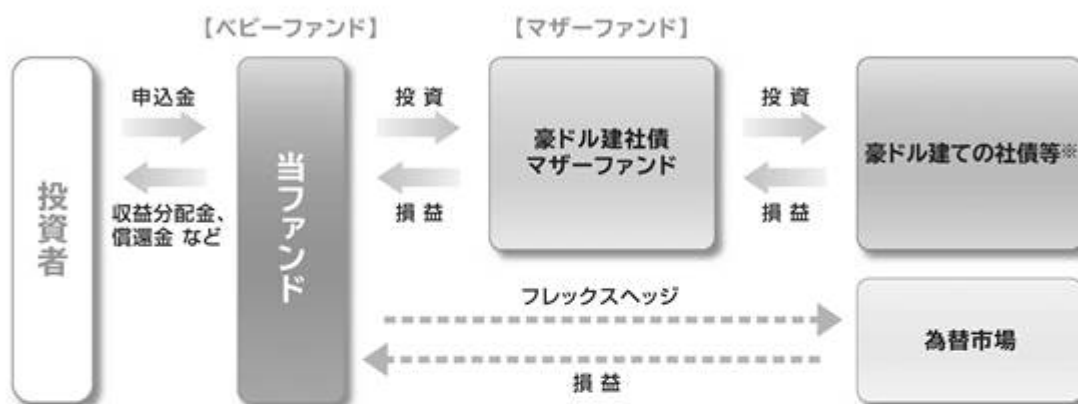 【ベビーファンド】
【マザーファンド】
投資者
申込金
収益分配金、
償還金 など
当ファンド
投 資
損 益
豪ドル建社債
マザーファンド
投 資
損 益
豪ドル建ての社債等※
フレックスヘッジ
損 益
為替市場